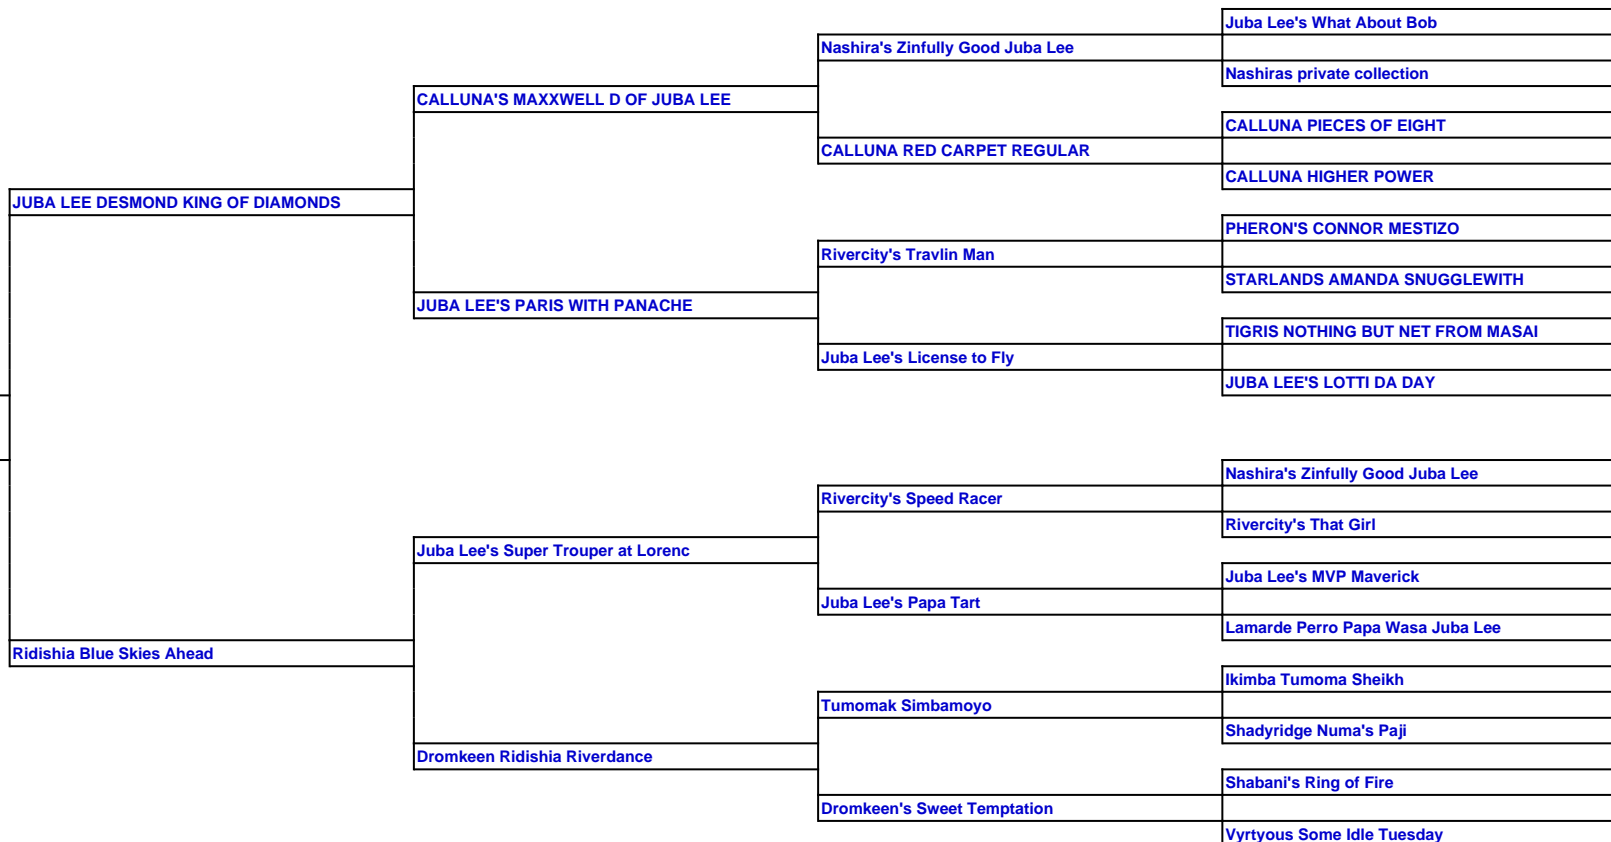 Juba Lee's What About Bob
Nashira's Zinfully Good Juba Lee
Nashiras private collection
CALLUNA'S MAXXWELL D OF JUBA LEE
CALLUNA PIECES OF EIGHT
CALLUNA RED CARPET REGULAR
CALLUNA HIGHER POWER
JUBA LEE DESMOND KING OF DIAMONDS
PHERON'S CONNOR MESTIZO
Rivercity's Travlin Man
STARLANDS AMANDA SNUGGLEWITH
JUBA LEE'S PARIS WITH PANACHE
TIGRIS NOTHING BUT NET FROM MASAI
Juba Lee's License to Fly
JUBA LEE'S LOTTI DA DAY
Nashira's Zinfully Good Juba Lee
Rivercity's Speed Racer
Rivercity's That Girl
Juba Lee's Super Trouper at Lorenc
Juba Lee's MVP Maverick
Juba Lee's Papa Tart
Lamarde Perro Papa Wasa Juba Lee
Ridishia Blue Skies Ahead
Ikimba Tumoma Sheikh
Tumomak Simbamoyo
Shadyridge Numa's Paji
Dromkeen Ridishia Riverdance
Shabani's Ring of Fire
Dromkeen's Sweet Temptation
Vyrtyous Some Idle Tuesday